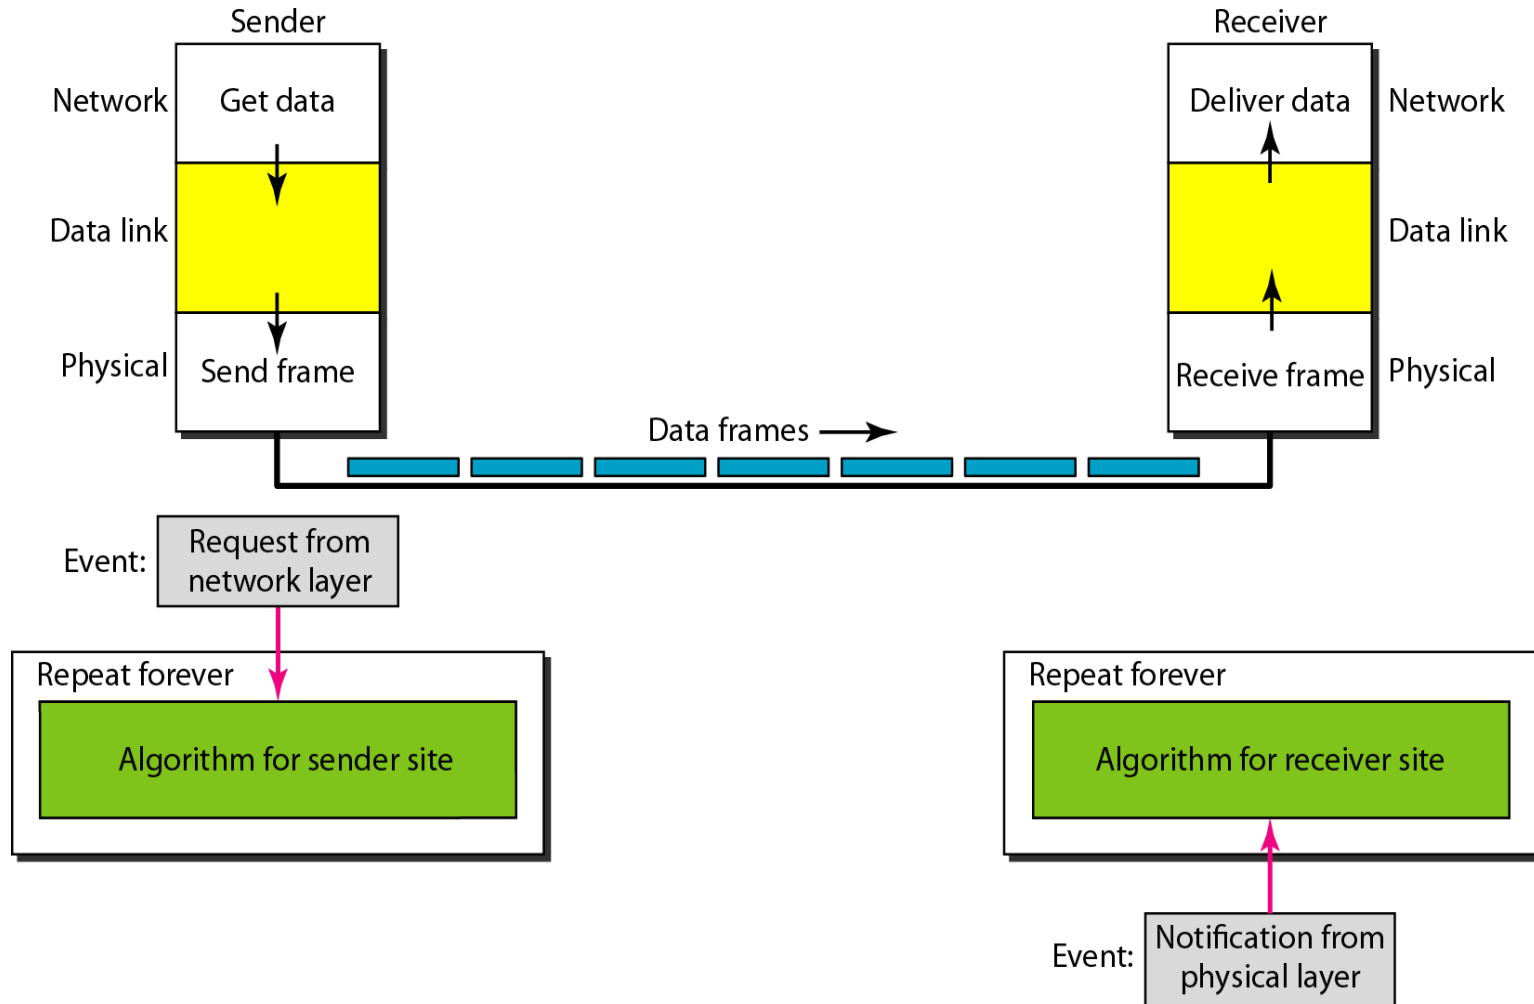 Sender
Receiver
Network
Get data
Deliver data
Network
Data link
Data link
Physical
Send frame
Receive frame
Physical
Data frames
Event:
Request from
network layer
Repeat forever
Algorithm for sender site
Repeat forever
Algorithm for receiver site
Event:
Notification from
physical layer